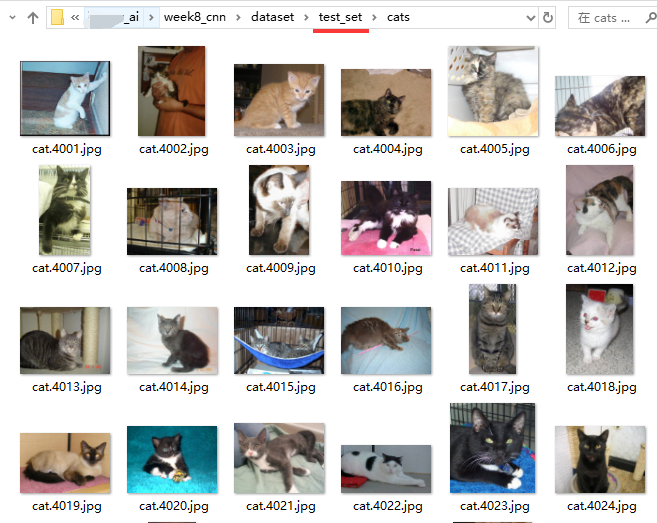 « _ai › week8_cnn › dataset › test_set › cats
在 cats ...
cat.4001.jpg cat.4002.jpg cat.4003.jpg cat.4004.jpg cat.4005.jpg cat.4006.jpg
cat.4007.jpg cat.4008.jpg cat.4009.jpg cat.4010.jpg cat.4011.jpg cat.4012.jpg
cat.4013.jpg cat.4014.jpg cat.4015.jpg cat.4016.jpg cat.4017.jpg cat.4018.jpg
cat.4019.jpg cat.4020.jpg cat.4021.jpg cat.4022.jpg cat.4023.jpg cat.4024.jpg